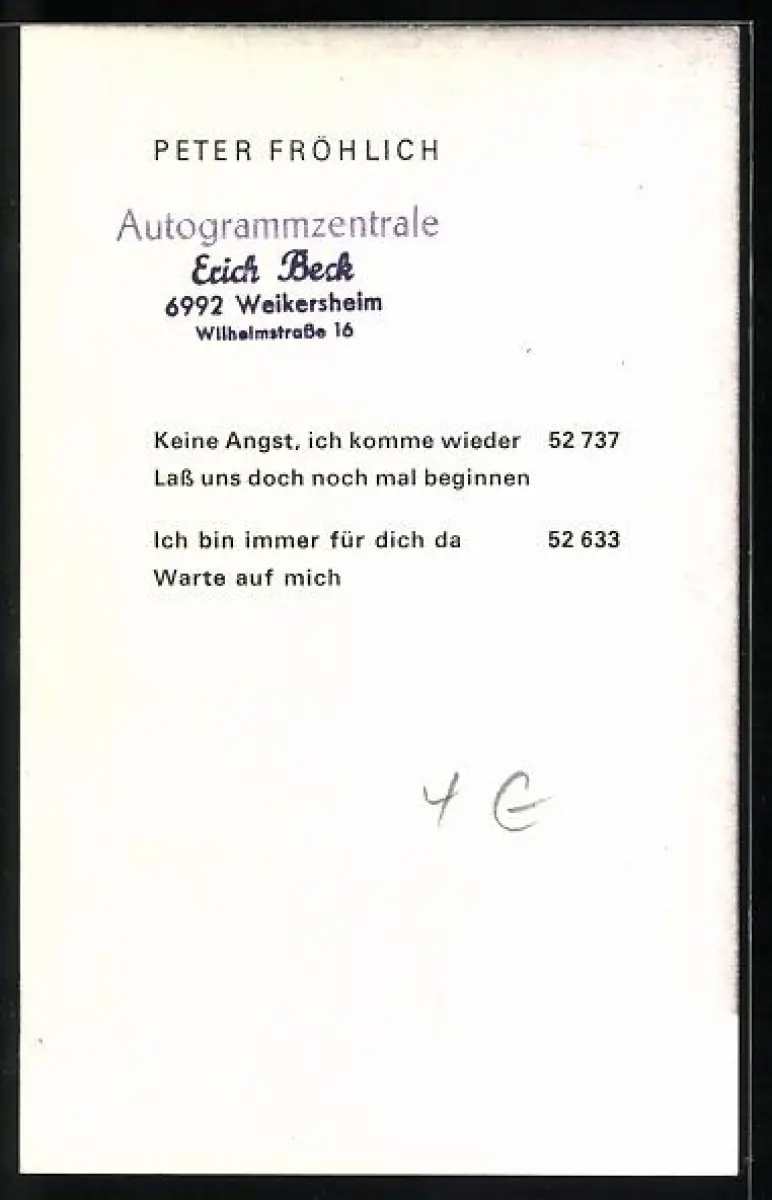 PETER FRÖHLICH
Autogrammzentrale
Erich Beck
6992 Weikersheim
Wilhelmstraße 16
Keine Angst, ich komme wieder 52 737
Laß uns doch noch mal beginnen
Ich bin immer für dich da 52 633
Warte auf mich
4 €